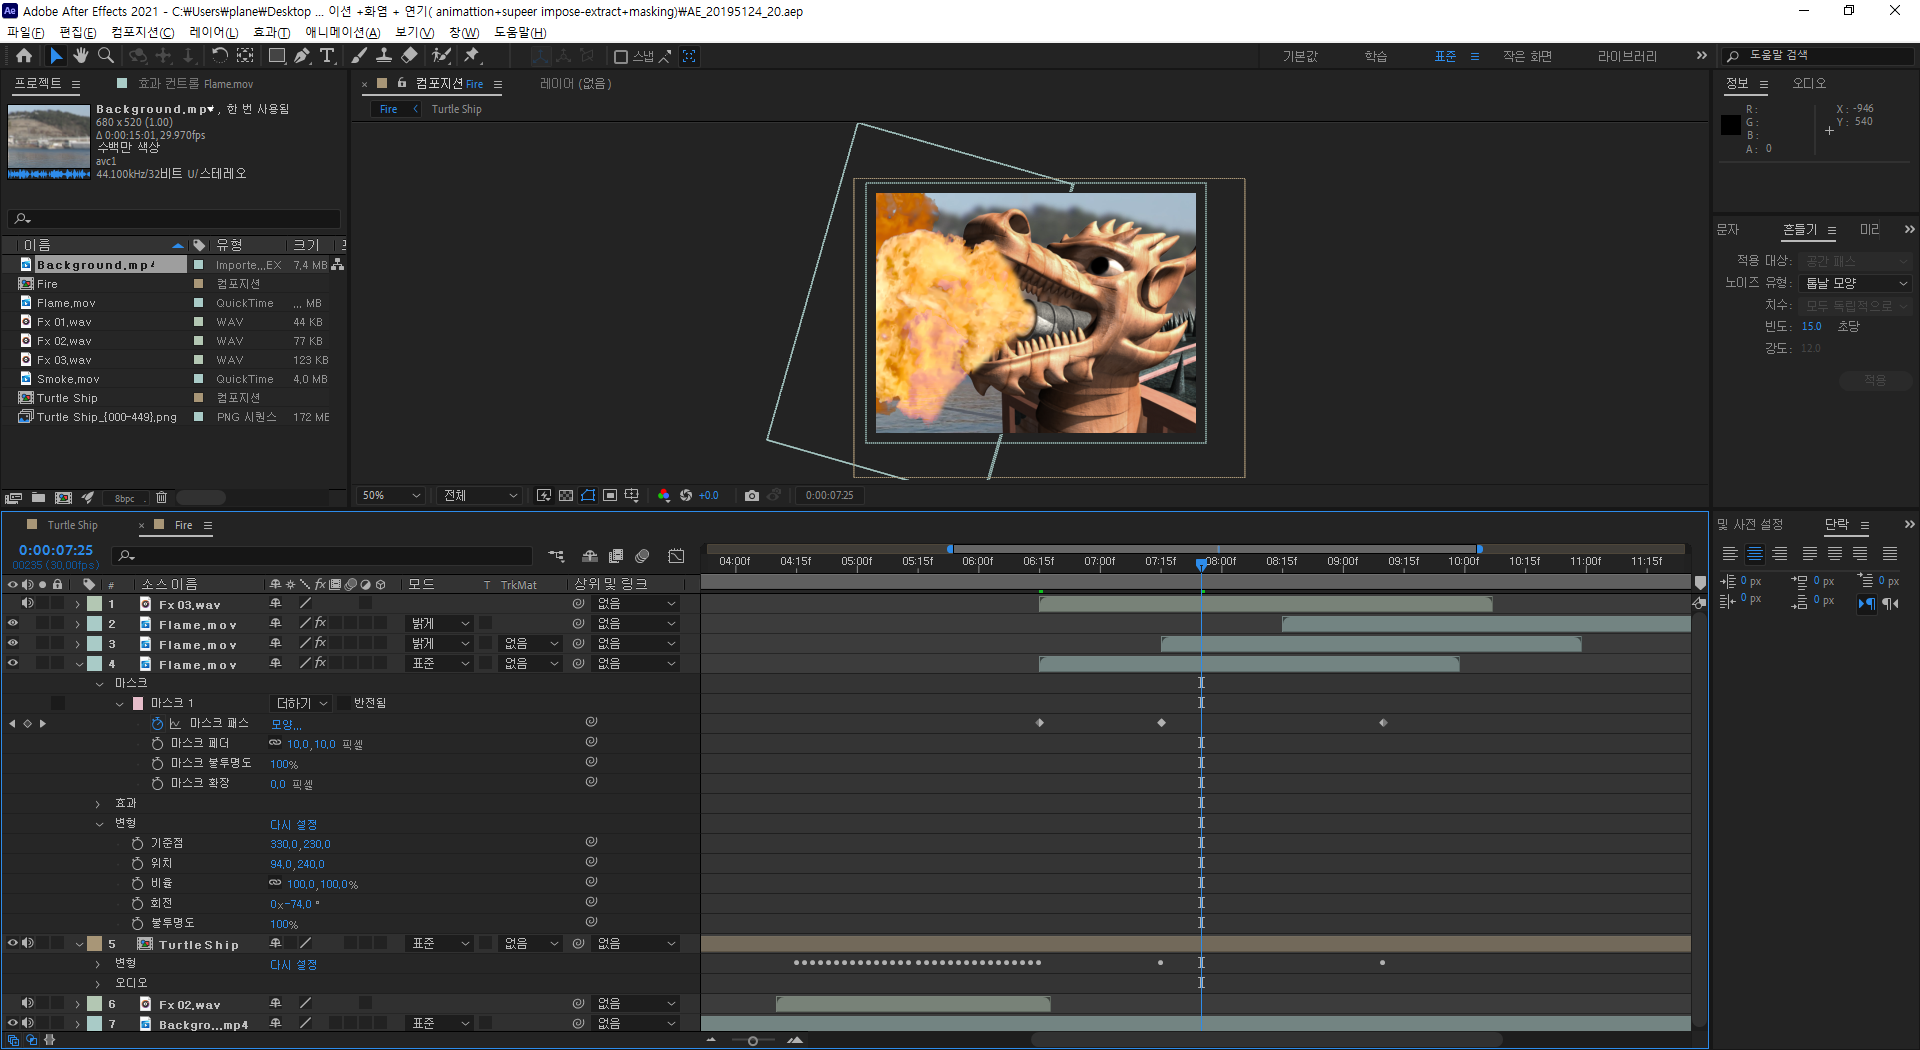 Adobe After Effects 2021 - C:₩Users₩plane₩Desktop ... 이션 +화염 + 연기( animattion+supeer impose-extract+masking)₩AE_20195124_20.aep
파일(F) 편집(E) 컴포지션(C) 레이어(L) 효과(T) 애니메이션(A) 보기(V) 창(W) 도움말(H)
스냅 기본값 학습 표준 작은 화면 라이브러리 도움말 검색
프로젝트 효과 컨트롤 Flame.mov
Background.mp▾, 한 번 사용됨
680 x 520 (1.00)
Δ 0:00:15:01, 29.970fps
수백만 색상
avc1
44.100kHz/32비트 U/스테레오
이름 유형 크기
Background.mp4 Importe...EX 7.4 MB
Fire 컴포지션
Flame.mov QuickTime ... MB
Fx 01.wav WAV 44 KB
Fx 02.wav WAV 77 KB
Fx 03.wav WAV 123 KB
Smoke.mov QuickTime 4.0 MB
Turtle Ship 컴포지션
Turtle Ship_{000-449}.png PNG 시퀀스 172 ME
8bpc
컴포지션 Fire 레이어 (없음)
Fire Turtle Ship
50% 전체 +0.0 0:00:07:25
정보 오디오
R: X: -946
G: Y: 540
B:
A: 0
문자 흔들기 미리
적용 대상: 공간 패스
노이즈 유형: 톱날 모양
치수: 모두 독립적으로
빈도: 15.0 초당
강도: 12.0
적용
및 사전 설정 단락
0 px 0 px 0 px
0 px 0 px
Turtle Ship Fire
0:00:07:25
00235 (30.00fps)
04:00f 04:15f 05:00f 05:15f 06:00f 06:15f 07:00f 07:15f 08:00f 08:15f 09:00f 09:15f 10:00f 10:15f 11:00f 11:15f
# 소스 이름 fx 모드 T TrkMat 상위 및 링크
1 Fx 03.wav 없음
2 Flame.mov fx 밝게 없음
3 Flame.mov fx 밝게 없음 없음
4 Flame.mov fx 표준 없음 없음
마스크
마스크 1 더하기 반전됨
마스크 패스 모양...
마스크 페더 10.0, 10.0 픽셀
마스크 불투명도 100%
마스크 확장 0.0 픽셀
효과
변형 다시 설정
기준점 330.0, 230.0
위치 94.0, 240.0
비율 100.0, 100.0%
회전 0x-74.0°
불투명도 100%
5 Turtle Ship 표준 없음 없음
변형 다시 설정
오디오
6 Fx 02.wav 없음
7 Backgro...mp4 표준 없음